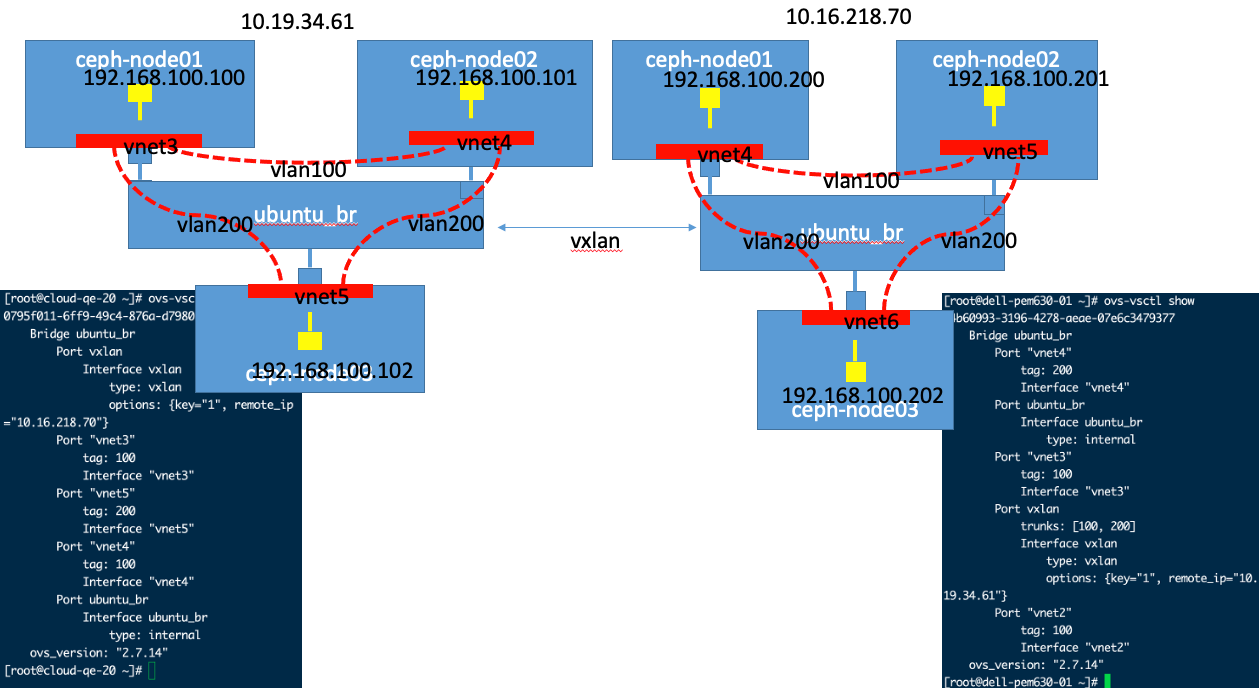 10.19.34.61
10.16.218.70
ceph-node01
192.168.100.100
vnet3
ceph-node02
192.168.100.101
vnet4
ceph-node01
192.168.100.200
vnet4
ceph-node02
192.168.100.201
vnet5
vlan100
vlan100
ubuntu_br
vlan200
vlan200
vxlan
ubuntu_br
vlan200
vlan200
vnet5
192.168.100.102
ceph-node03
vnet6
192.168.100.202
ceph-node03
[root@cloud-qe-20 ~]# ovs-vsc
0795f011-6ff9-49c4-876a-d7980
Bridge ubuntu_br
Port vxlan
Interface vxlan
type: vxlan
options: {key="1", remote_ip
="10.16.218.70"}
Port "vnet3"
tag: 100
Interface "vnet3"
Port "vnet5"
tag: 200
Interface "vnet5"
Port "vnet4"
tag: 100
Interface "vnet4"
Port ubuntu_br
Interface ubuntu_br
type: internal
ovs_version: "2.7.14"
[root@cloud-qe-20 ~]#
[root@dell-pem630-01 ~]# ovs-vsctl show
4b60993-3196-4278-aeae-07e6c3479377
Bridge ubuntu_br
Port "vnet4"
tag: 200
Interface "vnet4"
Port ubuntu_br
Interface ubuntu_br
type: internal
Port "vnet3"
tag: 100
Interface "vnet3"
Port vxlan
trunks: [100, 200]
Interface vxlan
type: vxlan
options: {key="1", remote_ip="10.
19.34.61"}
Port "vnet2"
tag: 100
Interface "vnet2"
ovs_version: "2.7.14"
[root@dell-pem630-01 ~]#